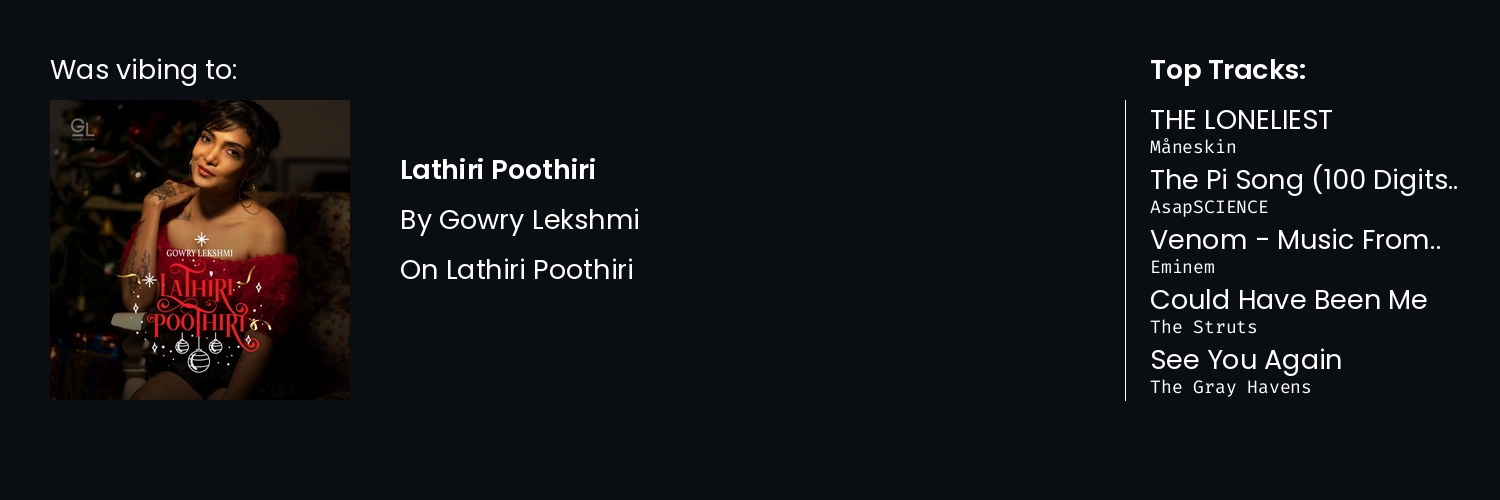 Was vibing to:
GL
GOWRY LEKSHMI
LATHIRI
POOTHIRI
Lathiri Poothiri
By Gowry Lekshmi
On Lathiri Poothiri
Top Tracks:
THE LONELIEST
Måneskin
The Pi Song (100 Digits..
AsapSCIENCE
Venom - Music From..
Eminem
Could Have Been Me
The Struts
See You Again
The Gray Havens